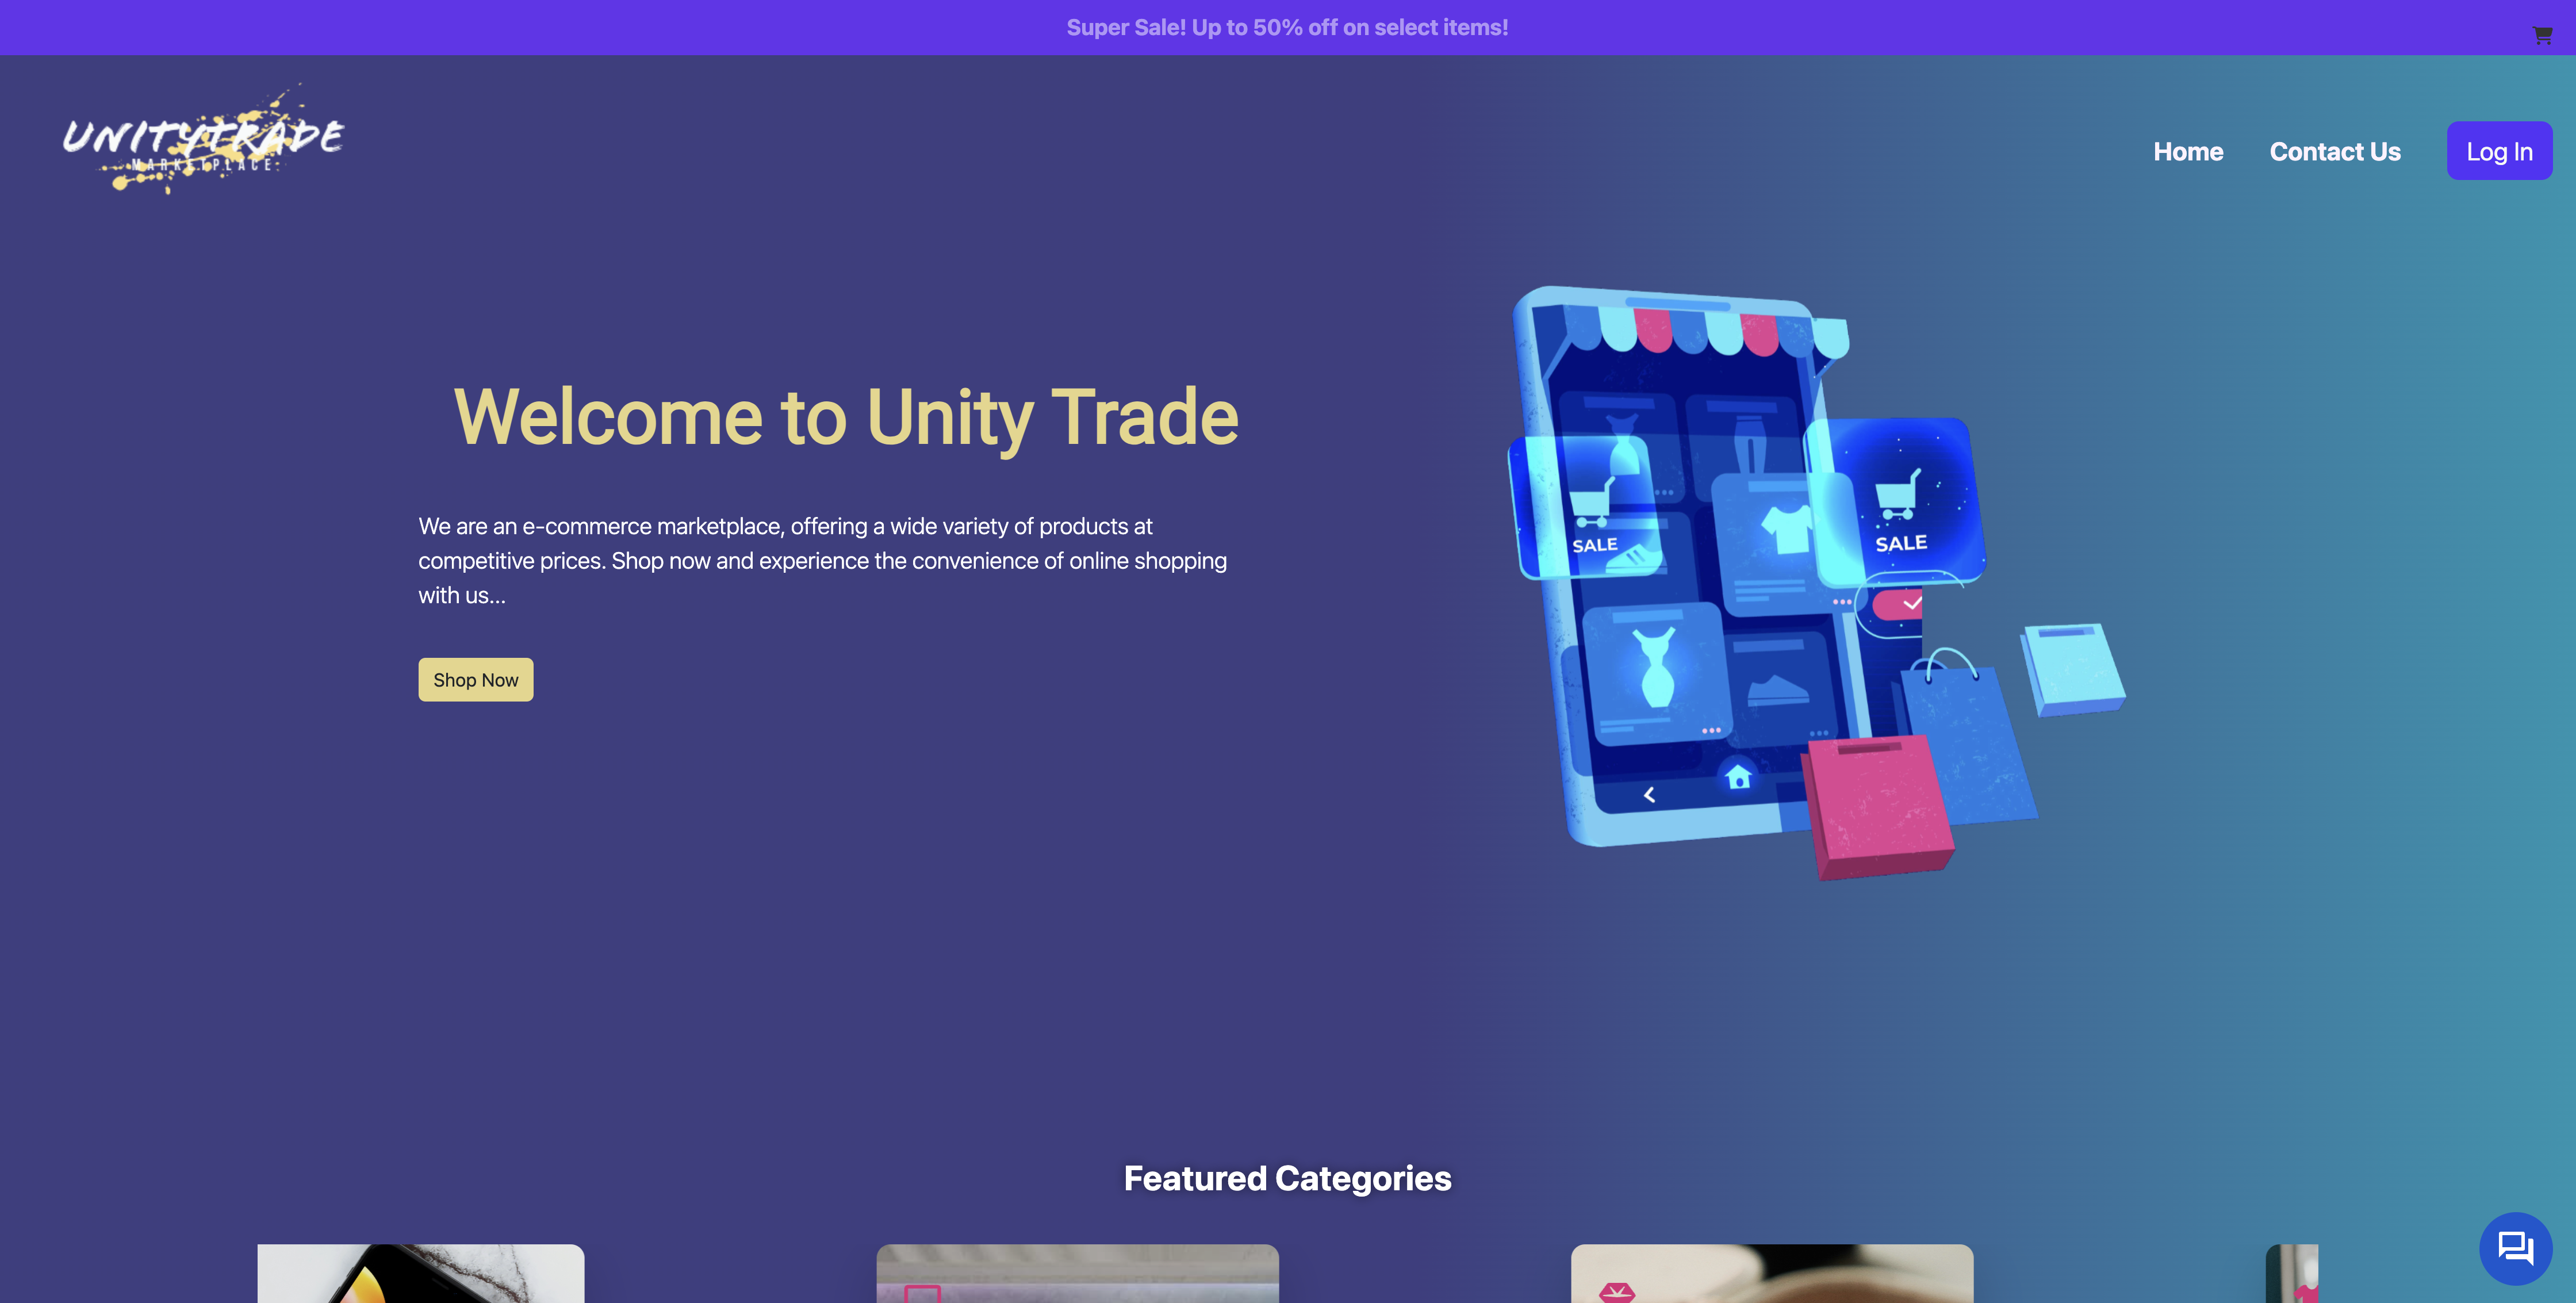 Super Sale! Up to 50% off on select items!
UNITYTRADE
MARKETPLACE
Home
Contact Us
Log In
Welcome to Unity Trade
We are an e-commerce marketplace, offering a wide variety of products at
competitive prices. Shop now and experience the convenience of online shopping
with us...
Shop Now
SALE
SALE
Featured Categories